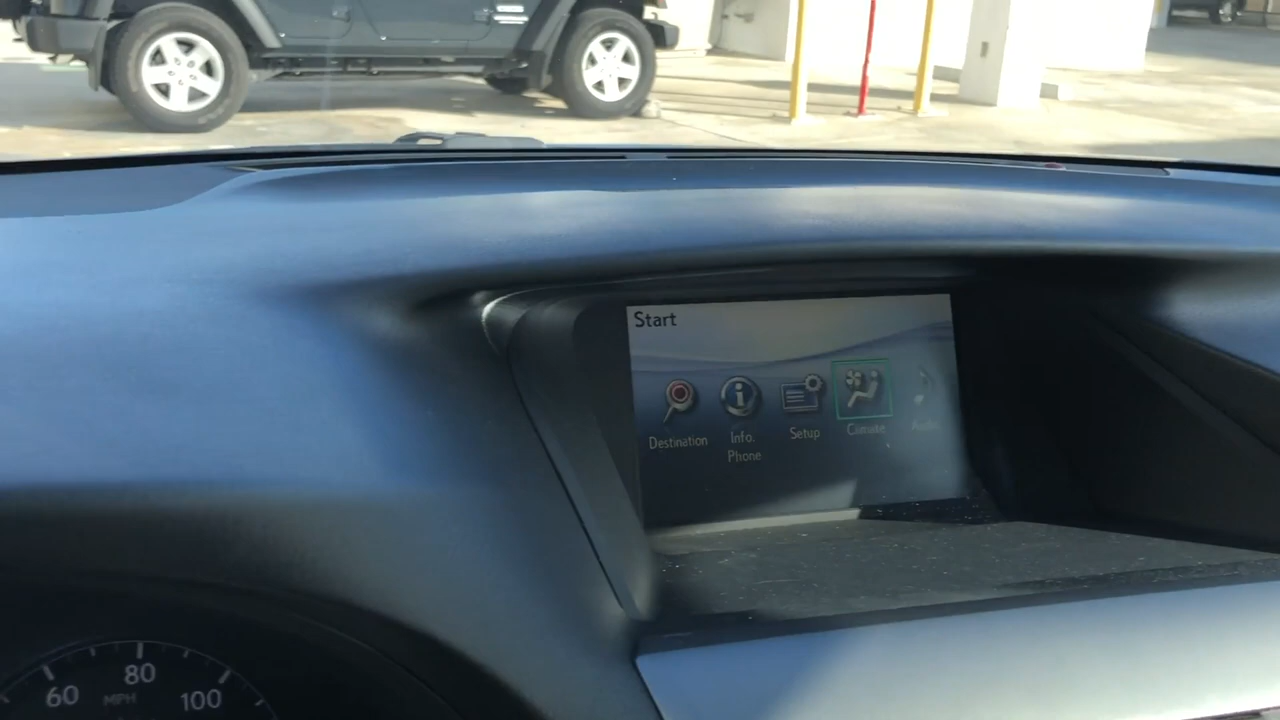 Start
Destination
Info.
Phone
Setup
Climate
60
80
100
MPH